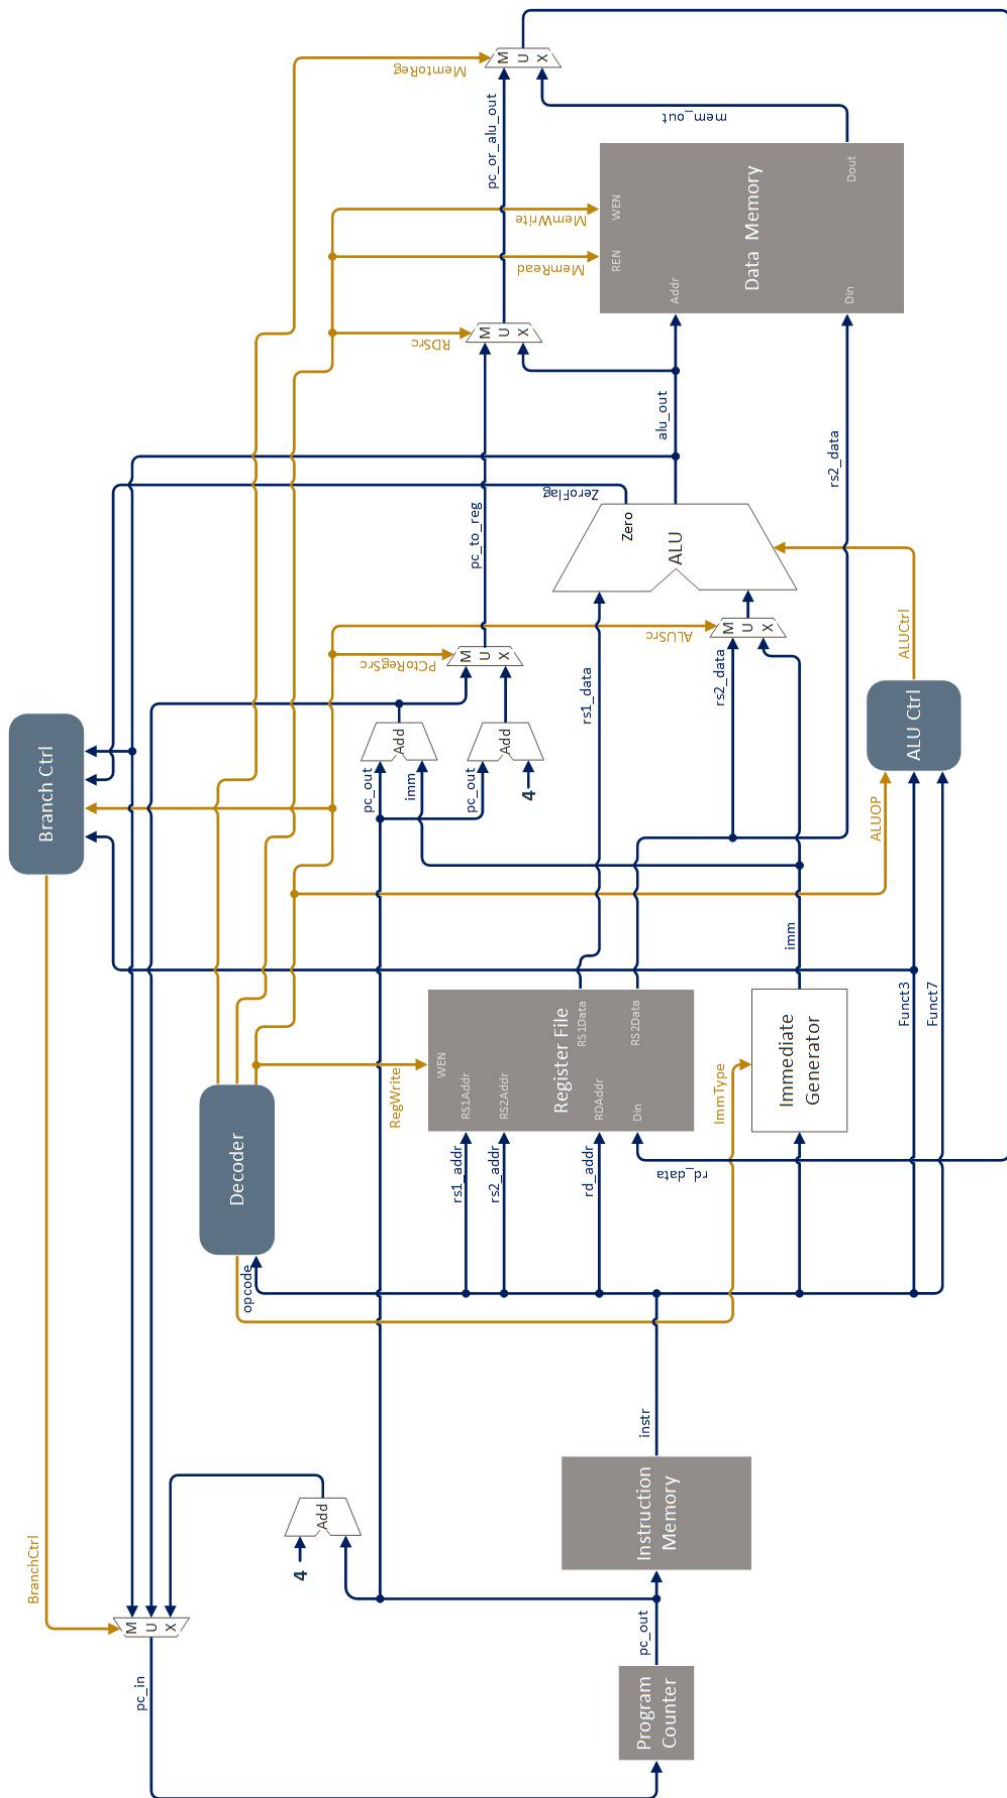 BranchCtrl
M
U
X
pc_in
4
Add
Program
Counter
pc_out
Instruction
Memory
instr
Decoder
opcode
RegWrite
ImmType
rs1_addr
rs2_addr
rd_addr
rd_data
WEN
RS1Addr
RS2Addr
Register File
RDAddr
Din
RS1Data
RS2Data
Immediate
Generator
imm
Funct3
Funct7
Branch Ctrl
ALUOP
ALU Ctrl
ALUCtrl
pc_out
imm
Add
pc_out
4
Add
PCtoRegSrc
M
U
X
pc_to_reg
rs1_data
rs2_data
ALUSrc
M
U
X
ALU
Zero
ZeroFlag
alu_out
rs2_data
RDSrc
M
U
X
pc_or_alu_out
MemRead
MemWrite
REN
WEN
Addr
Data Memory
Din
Dout
mem_out
MemtoReg
M
U
X